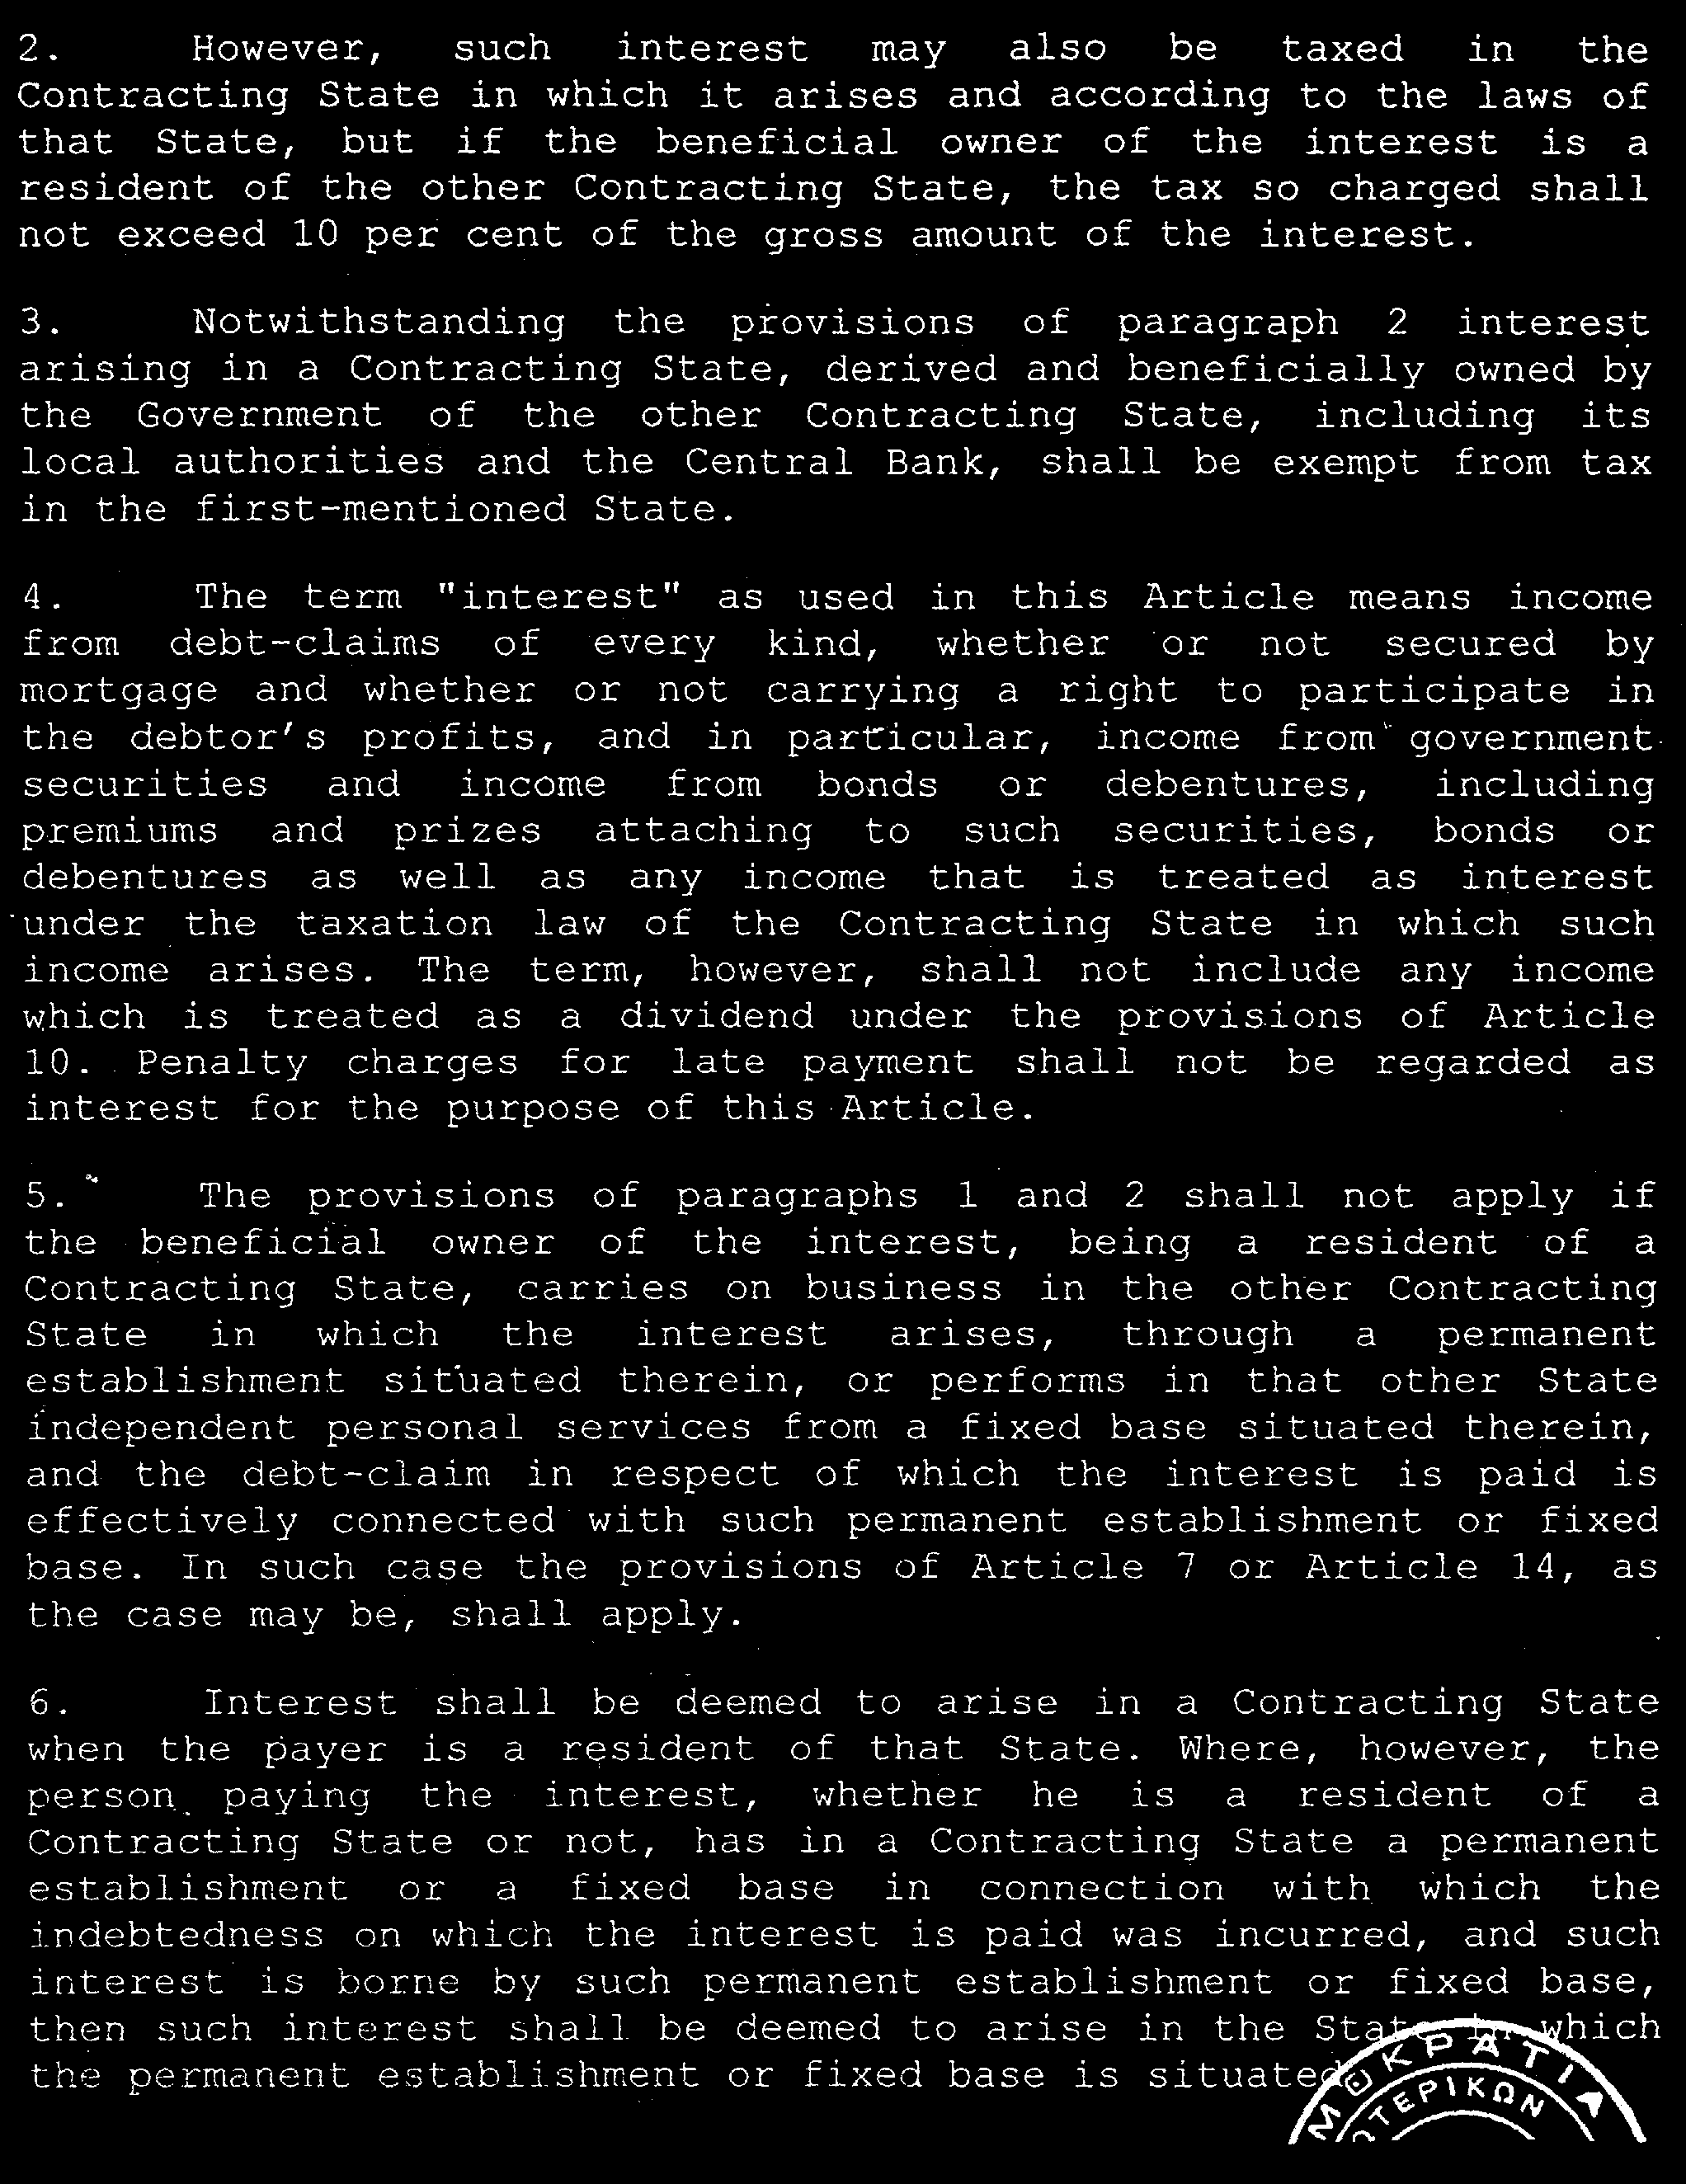 2. However, such interest may also be taxed in the
Contracting State in which it arises and according to the laws of
that State, but if the beneficial owner of the interest is a
resident of the other Contracting State, the tax so charged shall
not exceed 10 per cent of the gross amount of the interest.
3. Notwithstanding the provisions of paragraph 2 interest
arising in a Contracting State, derived and beneficially owned by
the Government of the other Contracting State, including its
local authorities and the Central Bank, shall be exempt from tax
in the first-mentioned State.
4. The term "interest" as used in this Article means income
from debt-claims of every kind, whether or not secured by
mortgage and whether or not carrying a right to participate in
the debtor's profits, and in particular, income from government
securities and income from bonds or debentures, including
premiums and prizes attaching to such securities, bonds or
debentures as well as any income that is treated as interest
under the taxation law of the Contracting State in which such
income arises. The term, however, shall not include any income
which is treated as a dividend under the provisions of Article
10. Penalty charges for late payment shall not be regarded as
interest for the purpose of this Article.
5. The provisions of paragraphs 1 and 2 shall not apply if
the beneficial owner of the interest, being a resident of a
Contracting State, carries on business in the other Contracting
State in which the interest arises, through a permanent
establishment situated therein, or performs in that other State
independent personal services from a fixed base situated therein,
and the debt-claim in respect of which the interest is paid is
effectively connected with such permanent establishment or fixed
base. In such case the provisions of Article 7 or Article 14, as
the case may be, shall apply.
6. Interest shall be deemed to arise in a Contracting State
when the payer is a resident of that State. Where, however, the
person paying the interest, whether he is a resident of a
Contracting State or not, has in a Contracting State a permanent
establishment or a fixed base in connection with which the
indebtedness on which the interest is paid was incurred, and such
interest is borne by such permanent establishment or fixed base,
then such interest shall be deemed to arise in the State in which
the permanent establishment or fixed base is situated
ΜΟΚΡΑΤΙΑ
ΩΤΕΡΙΚΩΝ